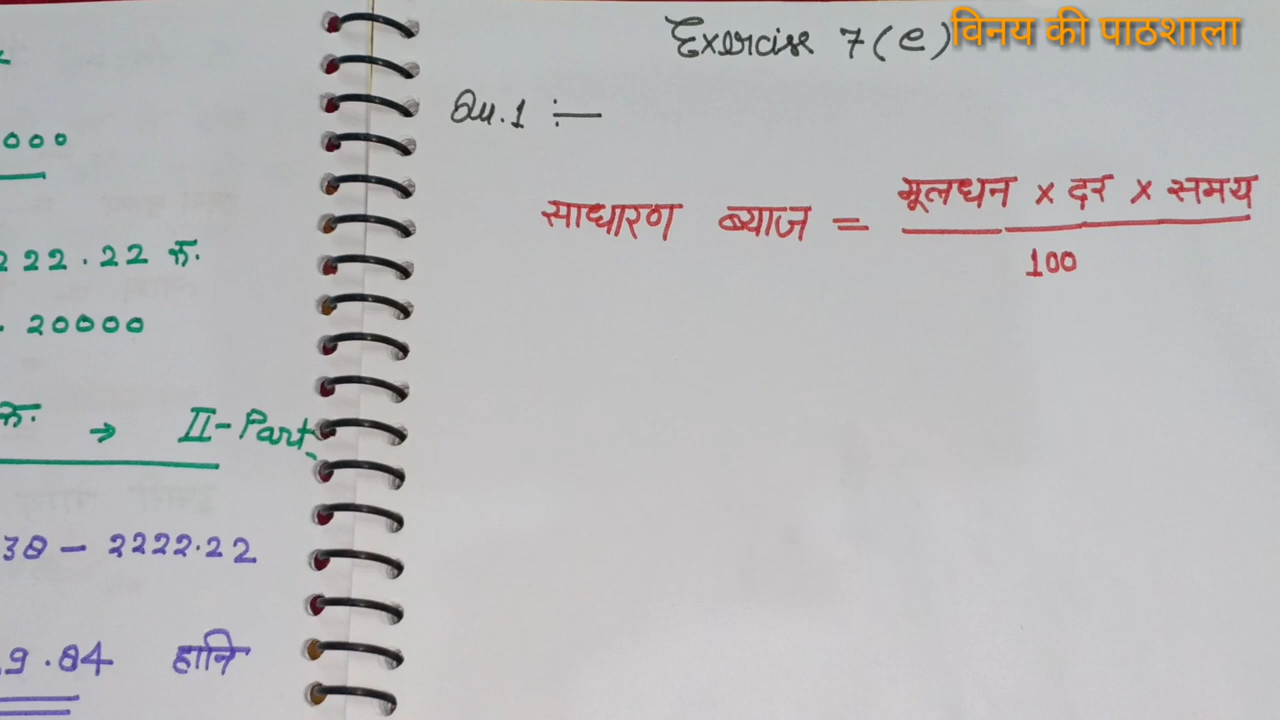 000
222.22 रु.
. 20000
रु. → II-Part
38 - 2222.22
9.84 हानि
Exercise 7(e) विनय की पाठशाला
Qu.1 :-
साधारण ब्याज = मूलधन × दर × समय
100